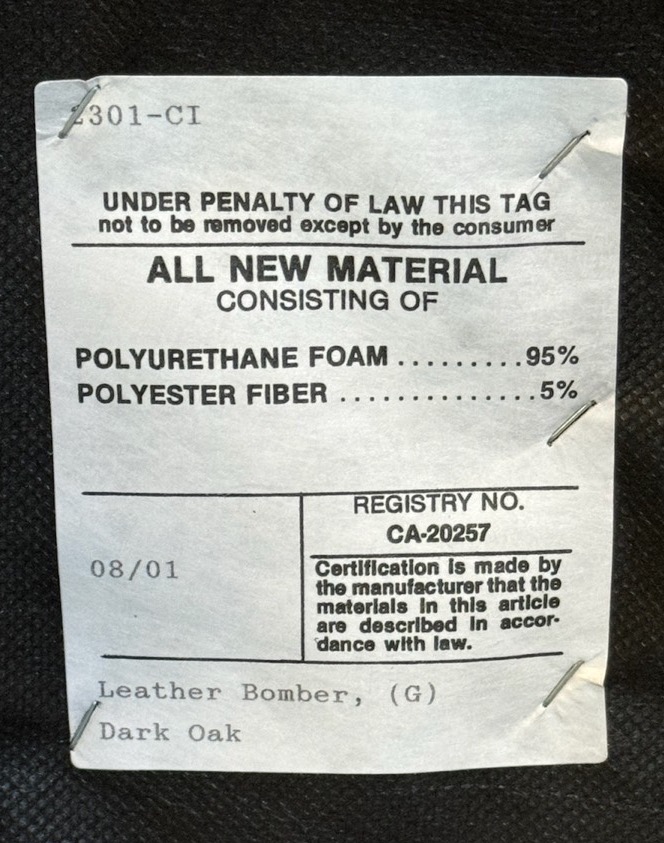 301-CI
UNDER PENALTY OF LAW THIS TAG
not to be removed except by the consumer
ALL NEW MATERIAL
CONSISTING OF
POLYURETHANE FOAM .........95%
POLYESTER FIBER ..............5%
REGISTRY NO.
CA-20257
08/01
Certification is made by
the manufacturer that the
materials in this article
are described in accor-
dance with law.
Leather Bomber, (G)
Dark Oak